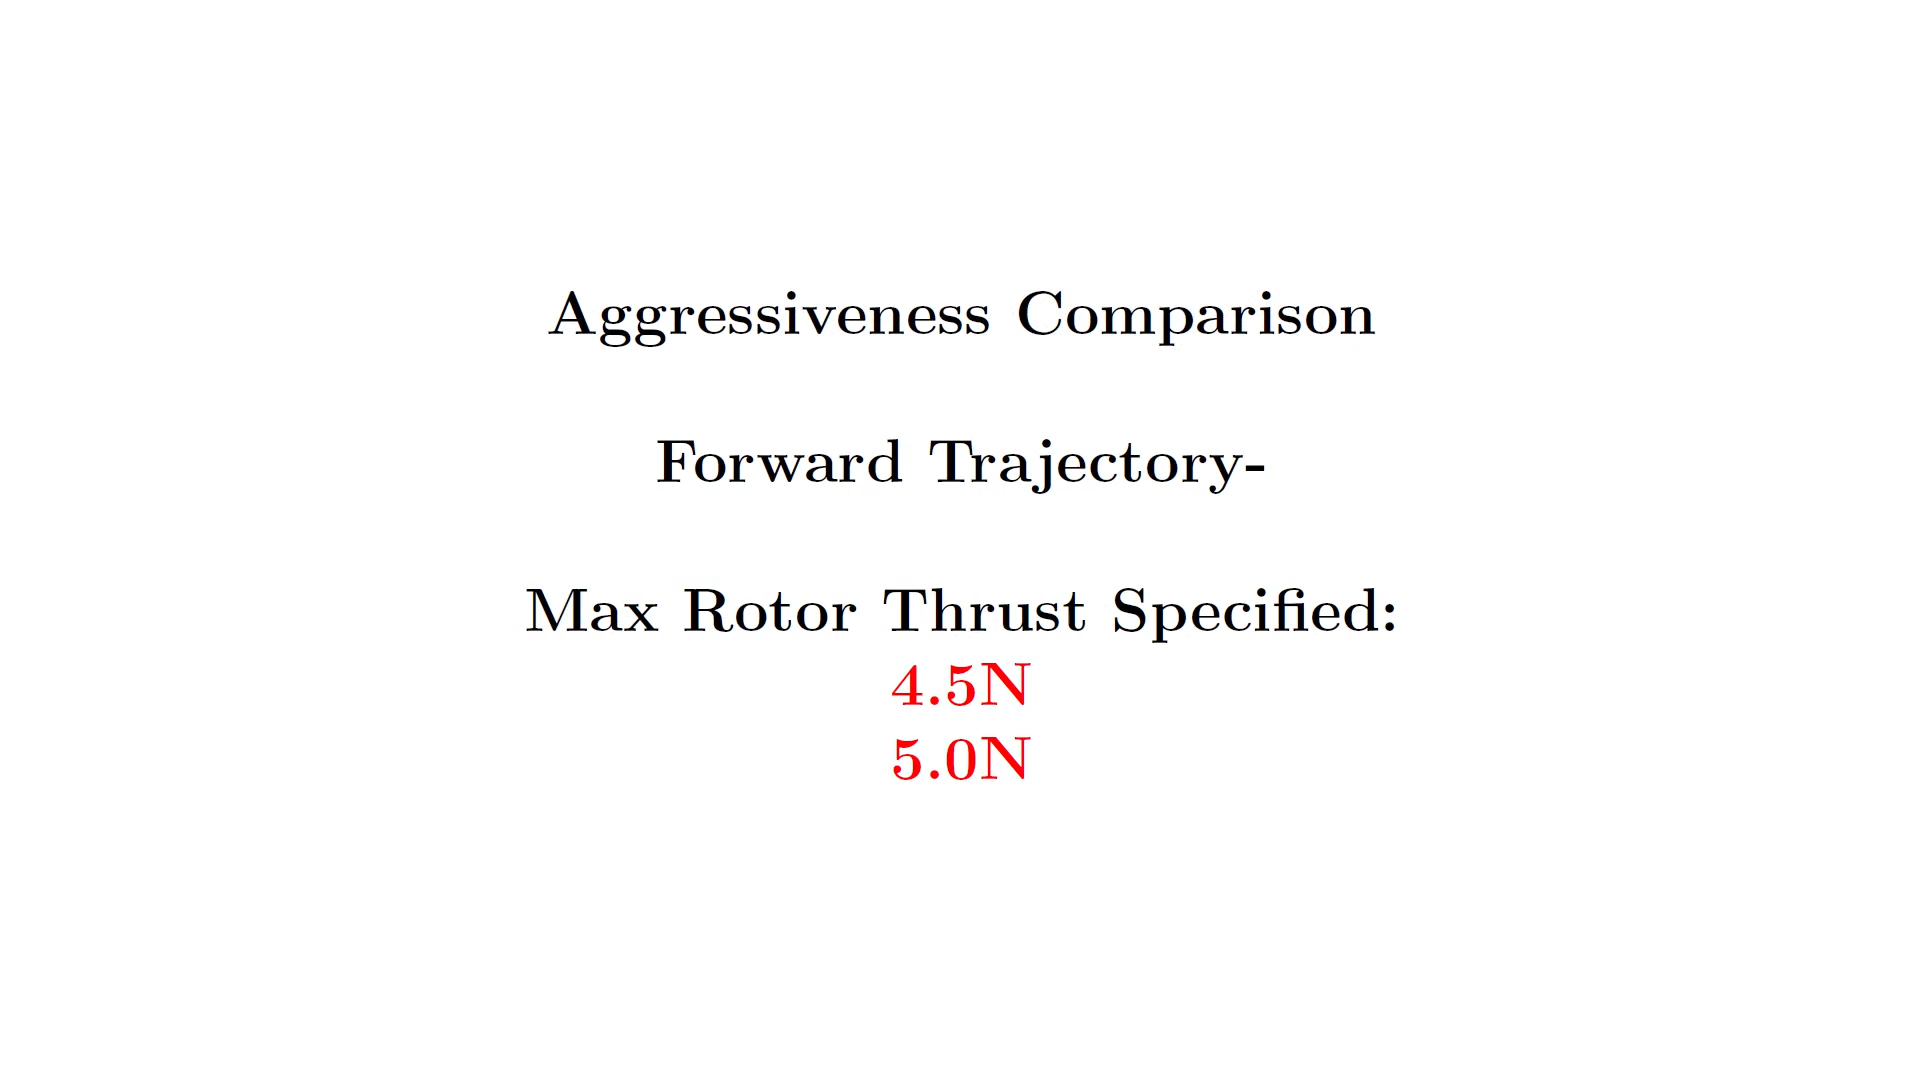 Aggressiveness Comparison
Forward Trajectory-
Max Rotor Thrust Specified:
4.5N
5.0N